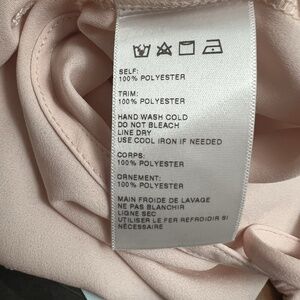 SELF:
100% POLYESTER
TRIM:
100% POLYESTER
HAND WASH COLD
DO NOT BLEACH
LINE DRY
USE COOL IRON IF NEEDED
CORPS:
100% POLYESTER
ORNEMENT:
100% POLYESTER
MAIN FROIDE DE LAVAGE
NE PAS BLANCHIR
LIGNE SEC
UTILISER LE FER REFROIDIR SI
NÉCESSAIRE